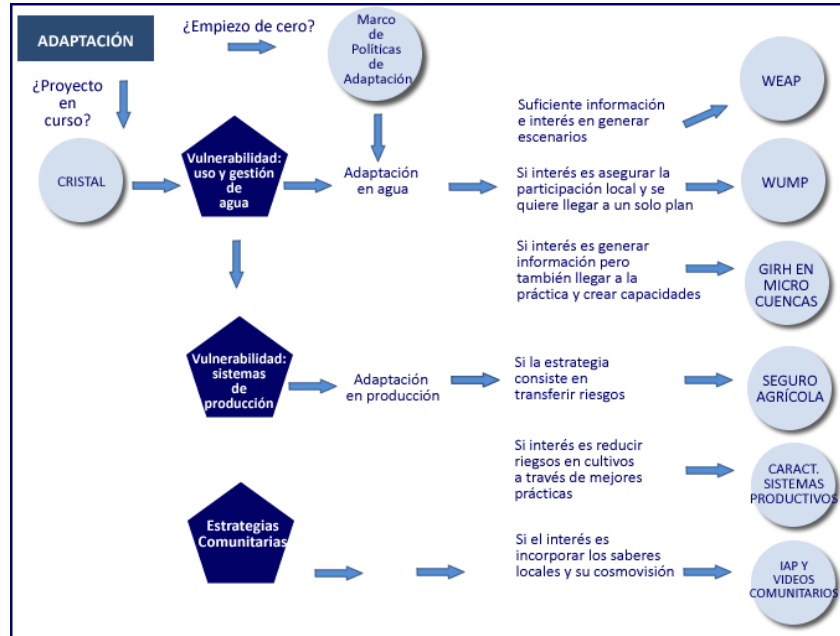 ADAPTACIÓN
¿Empiezo de cero?
Marco
de
Políticas
de
Adaptación
¿Proyecto
en
curso?
CRISTAL
Vulnerabilidad:
uso y gestión
de
agua
Adaptación
en agua
Suficiente información
e interés en generar
escenarios
WEAP
Si interés es asegurar la
participación local y se
quiere llegar a un solo plan
WUMP
Si interés es generar
información pero
también llegar a la
práctica y crear capacidades
GIRH EN
MICRO
CUENCAS
Vulnerabilidad:
sistemas
de
producción
Adaptación
en producción
Si la estrategia
consiste en
transferir riesgos
SEGURO
AGRÍCOLA
Si interés es reducir
riegsos en cultivos
a través de mejores
prácticas
CARACT.
SISTEMAS
PRODUCTIVOS
Estrategias
Comunitarias
Si el interés es
incorporar los saberes
locales y su cosmovisión
IAP Y
VIDEOS
COMUNITARIOS